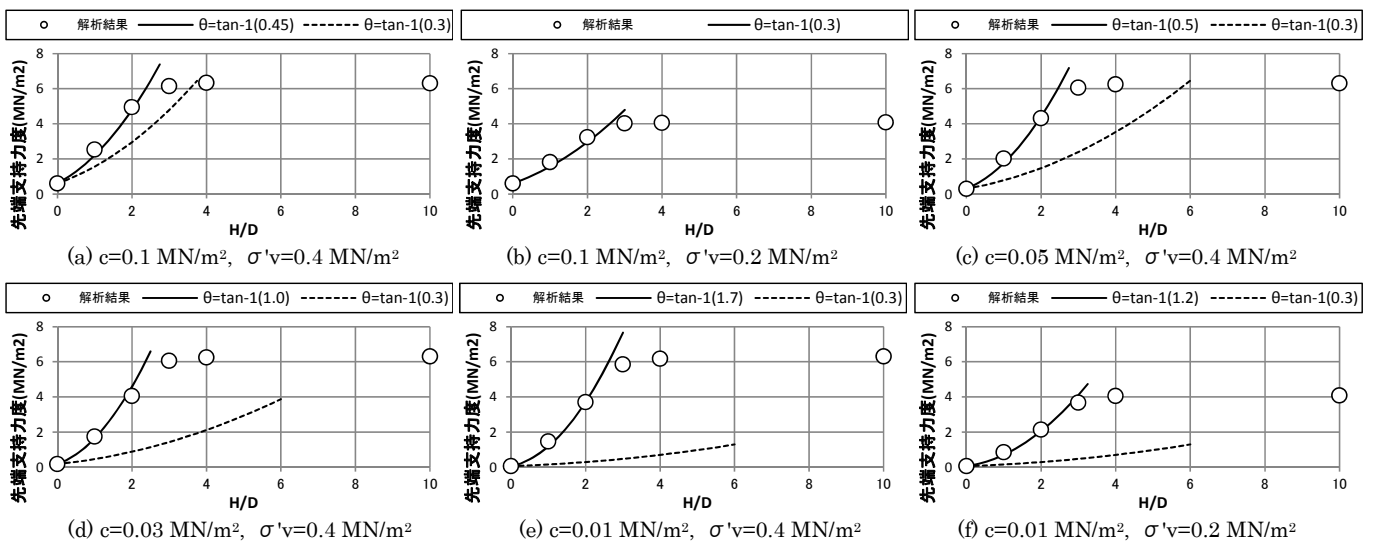 解析結果 θ=tan-1(0.45) θ=tan-1(0.3)
先端支持力度(MN/m2)
8
6
4
2
0
0 2 4 6 8 10
H/D
(a) c=0.1 MN/m², σ'v=0.4 MN/m²
解析結果 θ=tan-1(0.3)
先端支持力度(MN/m2)
8
6
4
2
0
0 2 4 6 8 10
H/D
(b) c=0.1 MN/m², σ'v=0.2 MN/m²
解析結果 θ=tan-1(0.5) θ=tan-1(0.3)
先端支持力度(MN/m2)
8
6
4
2
0
0 2 4 6 8 10
H/D
(c) c=0.05 MN/m², σ'v=0.4 MN/m²
解析結果 θ=tan-1(1.0) θ=tan-1(0.3)
先端支持力度(MN/m2)
8
6
4
2
0
0 2 4 6 8 10
H/D
(d) c=0.03 MN/m², σ'v=0.4 MN/m²
解析結果 θ=tan-1(1.7) θ=tan-1(0.3)
先端支持力度(MN/m2)
8
6
4
2
0
0 2 4 6 8 10
H/D
(e) c=0.01 MN/m², σ'v=0.4 MN/m²
解析結果 θ=tan-1(1.2) θ=tan-1(0.3)
先端支持力度(MN/m2)
8
6
4
2
0
0 2 4 6 8 10
H/D
(f) c=0.01 MN/m², σ'v=0.2 MN/m²